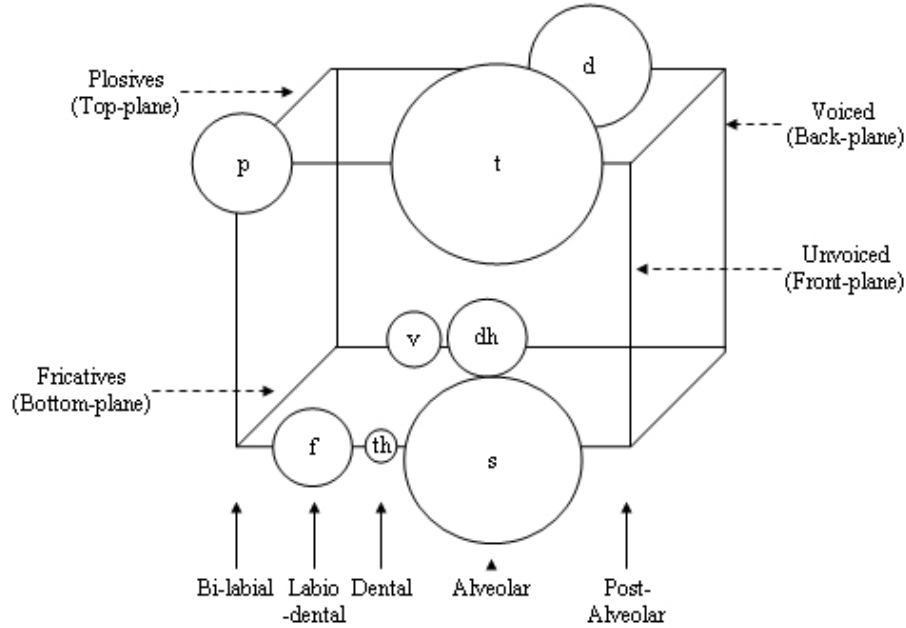 d
Plosives
(Top-plane)
Voiced
(Back-plane)
p
t
Unvoiced
(Front-plane)
v
dh
Fricatives
(Bottom-plane)
f
th
s
Bi-labial
Labio
-dental
Dental
Alveolar
Post-
Alveolar